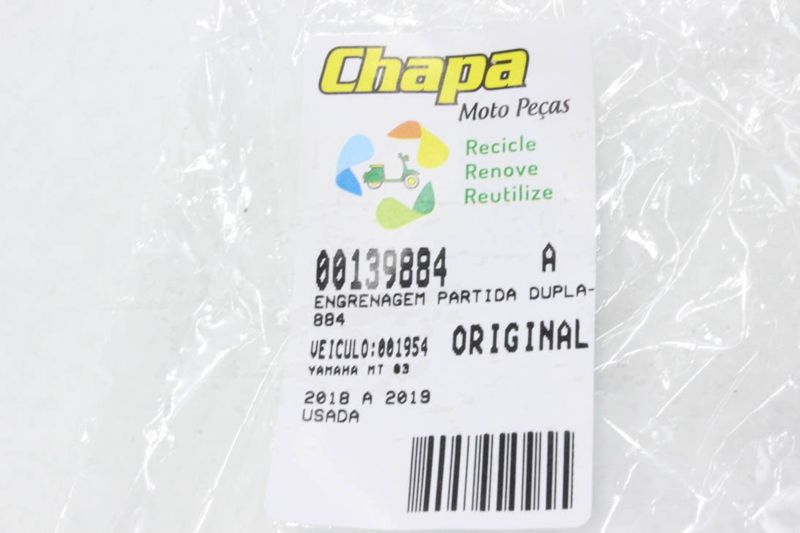 Chapa
Moto Peças
Recicle
Renove
Reutilize
00139884 A
ENGRENAGEM PARTIDA DUPLA-
884
VEICULO:001954 ORIGINAL
YAMAHA MT 03
2018 A 2019
USADA